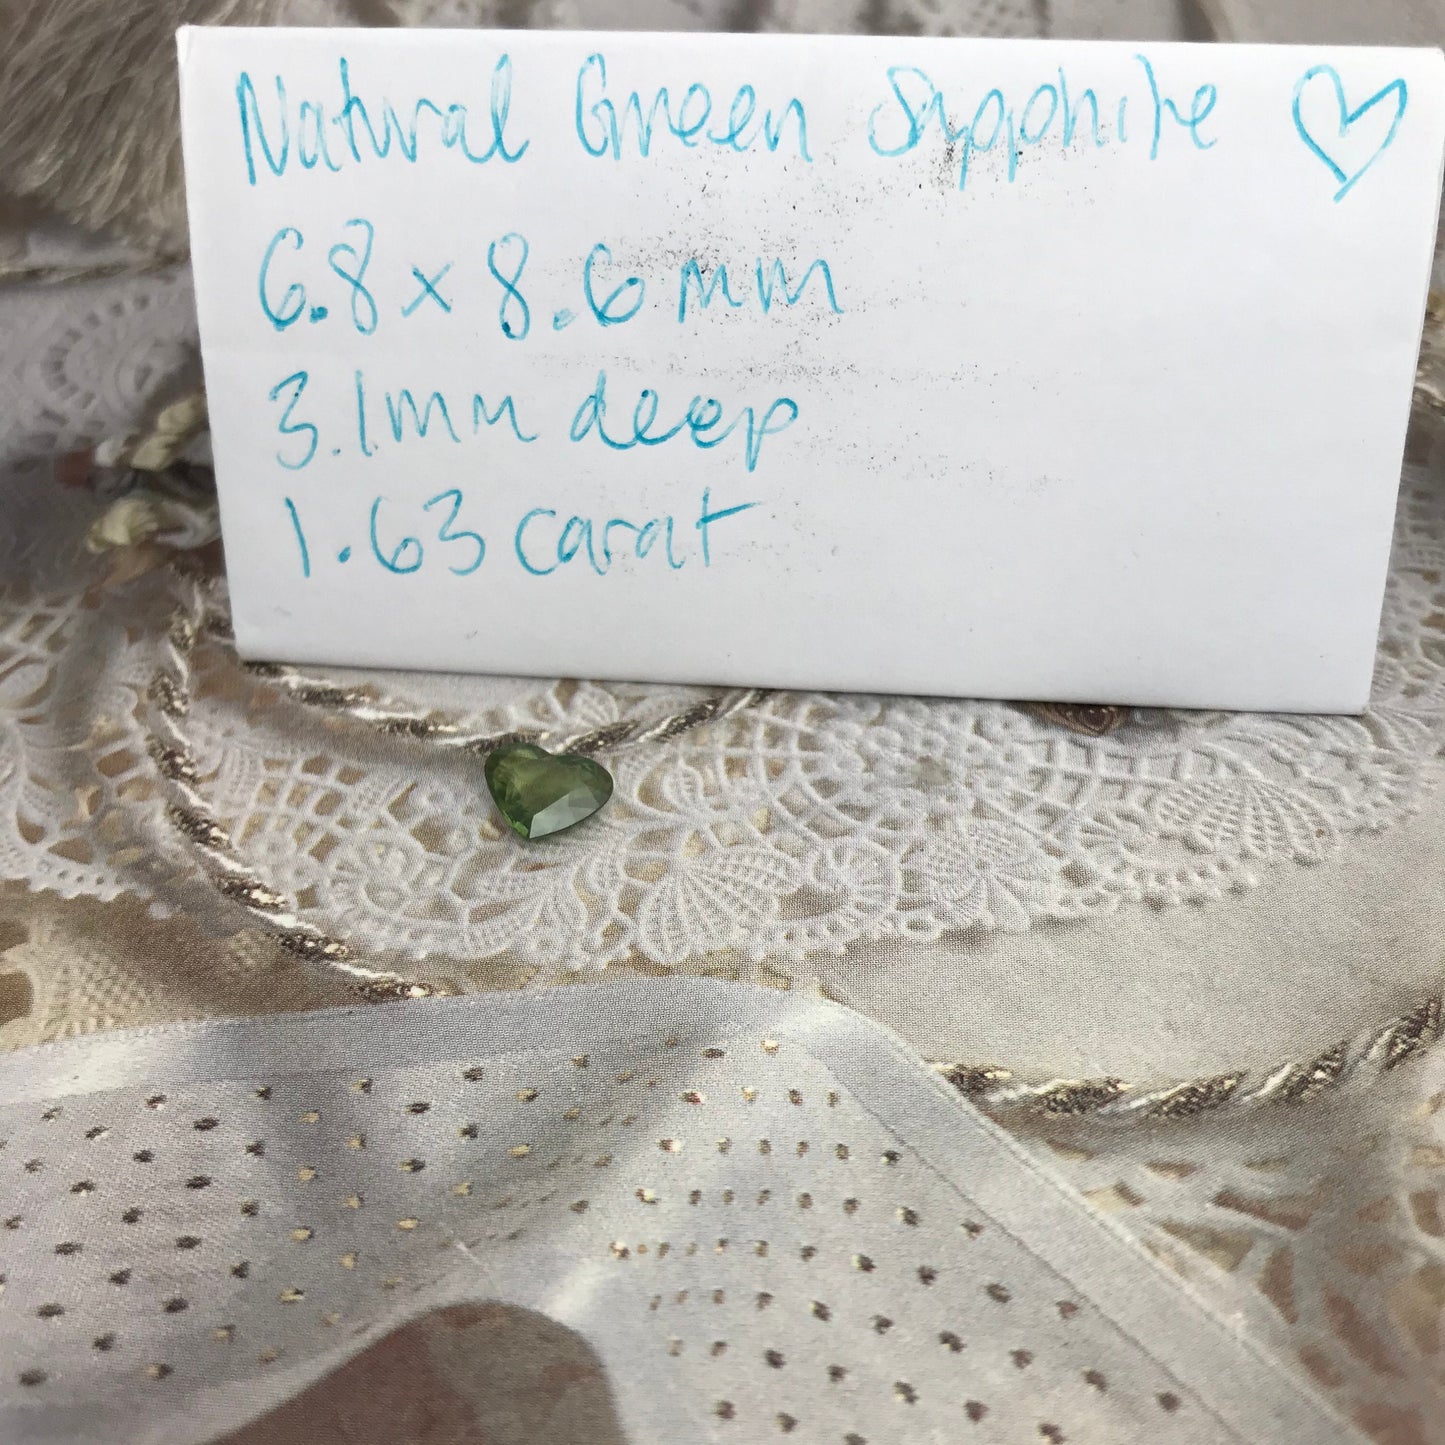 Natural Green Sapphire ♡
6.8 x 8.6 mm
3.1mm deep
1.63 carat